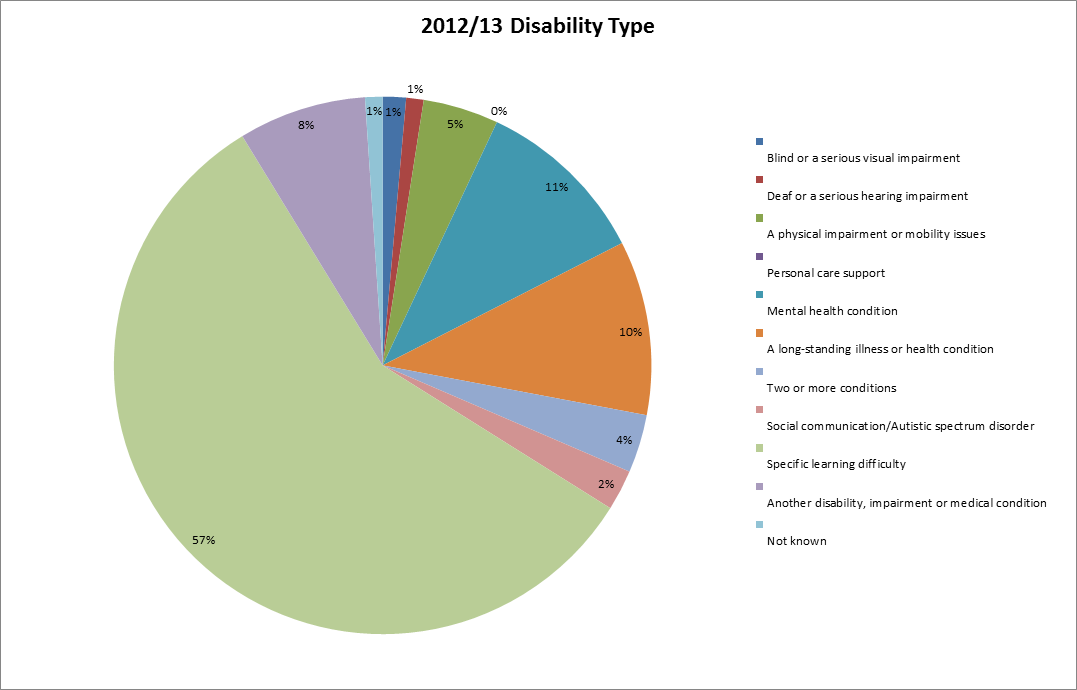 2012/13 Disability Type
1%
1%
1%
5%
0%
8%
11%
10%
4%
2%
57%
Blind or a serious visual impairment
Deaf or a serious hearing impairment
A physical impairment or mobility issues
Personal care support
Mental health condition
A long-standing illness or health condition
Two or more conditions
Social communication/Autistic spectrum disorder
Specific learning difficulty
Another disability, impairment or medical condition
Not known